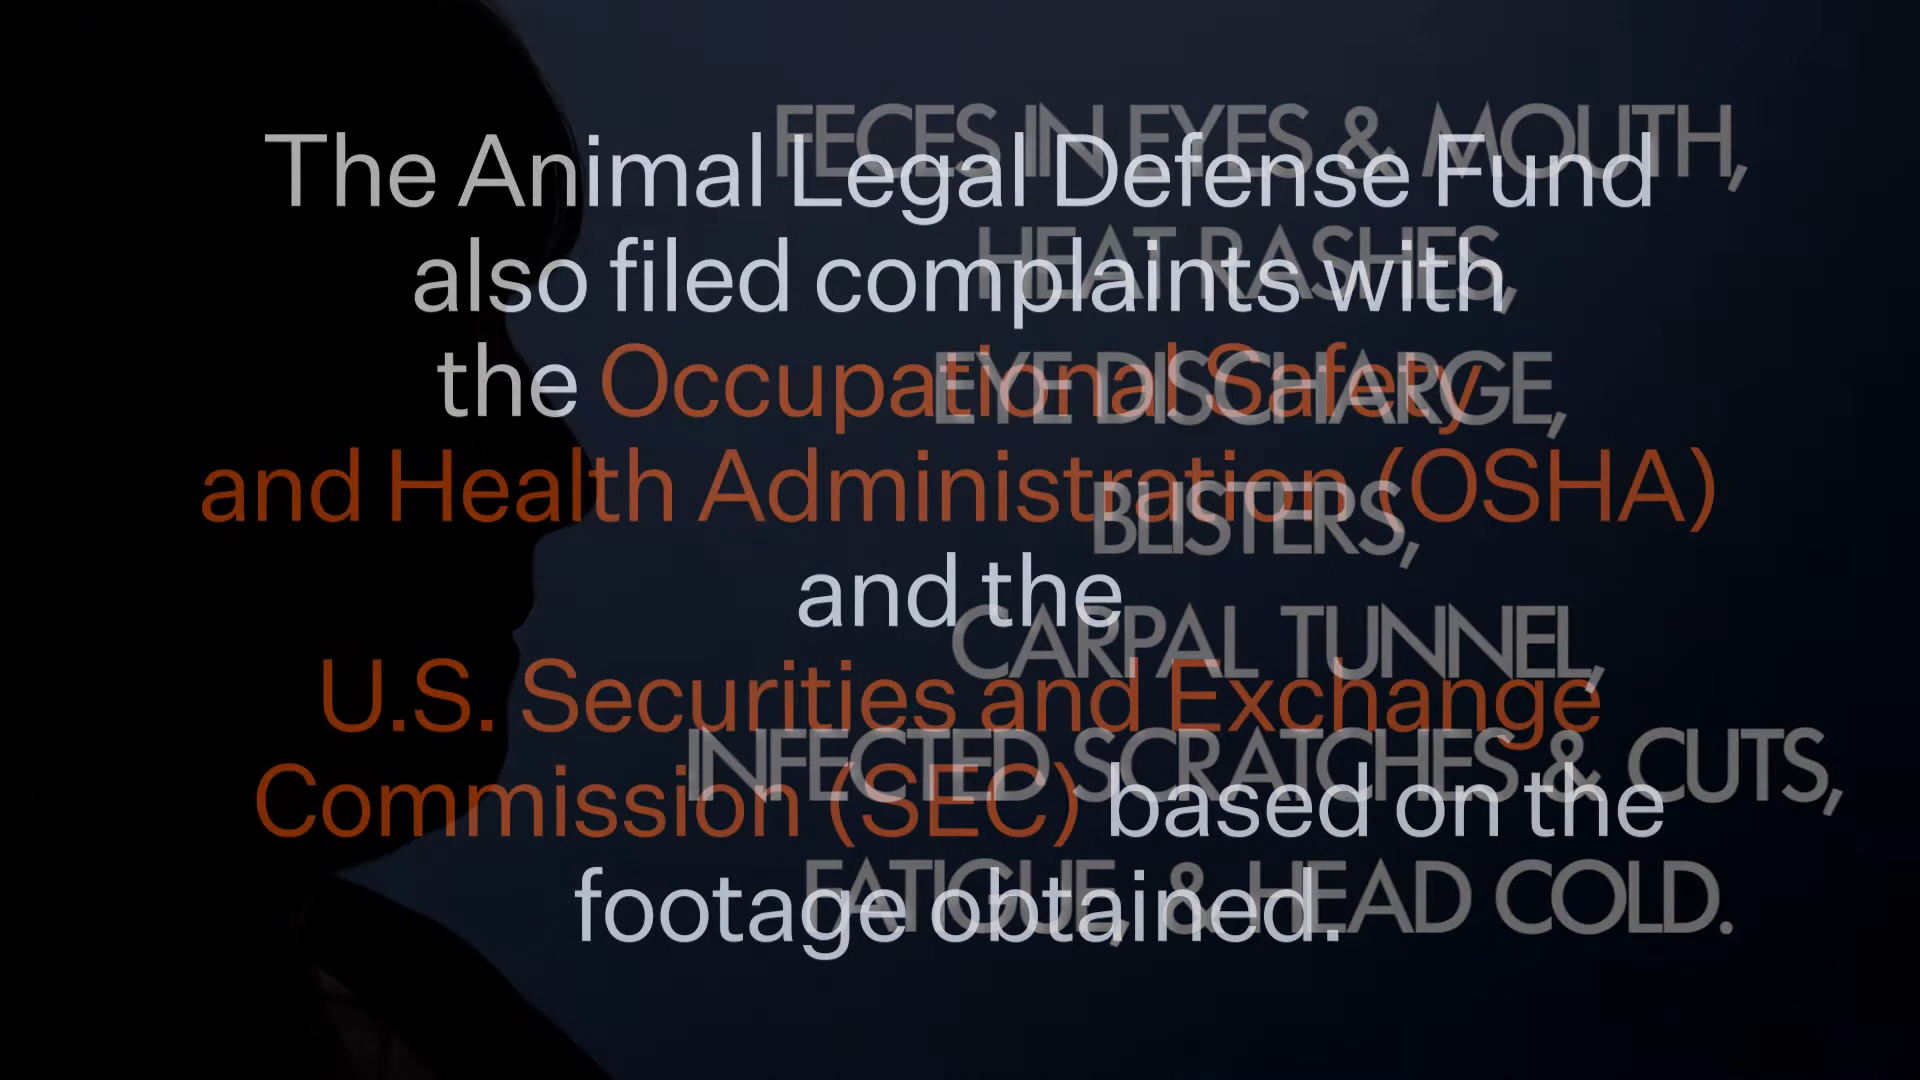 The Animal Legal Defense Fund
also filed complaints with
the Occupational Safety
and Health Administration (OSHA)
and the
U.S. Securities and Exchange
Commission (SEC) based on the
footage obtained.
FECES IN EYES & MOUTH,
HEAT RASHES,
EYE DISCHARGE,
BLISTERS,
CARPAL TUNNEL,
INFECTED SCRATCHES & CUTS,
FATIGUE, & HEAD COLD.